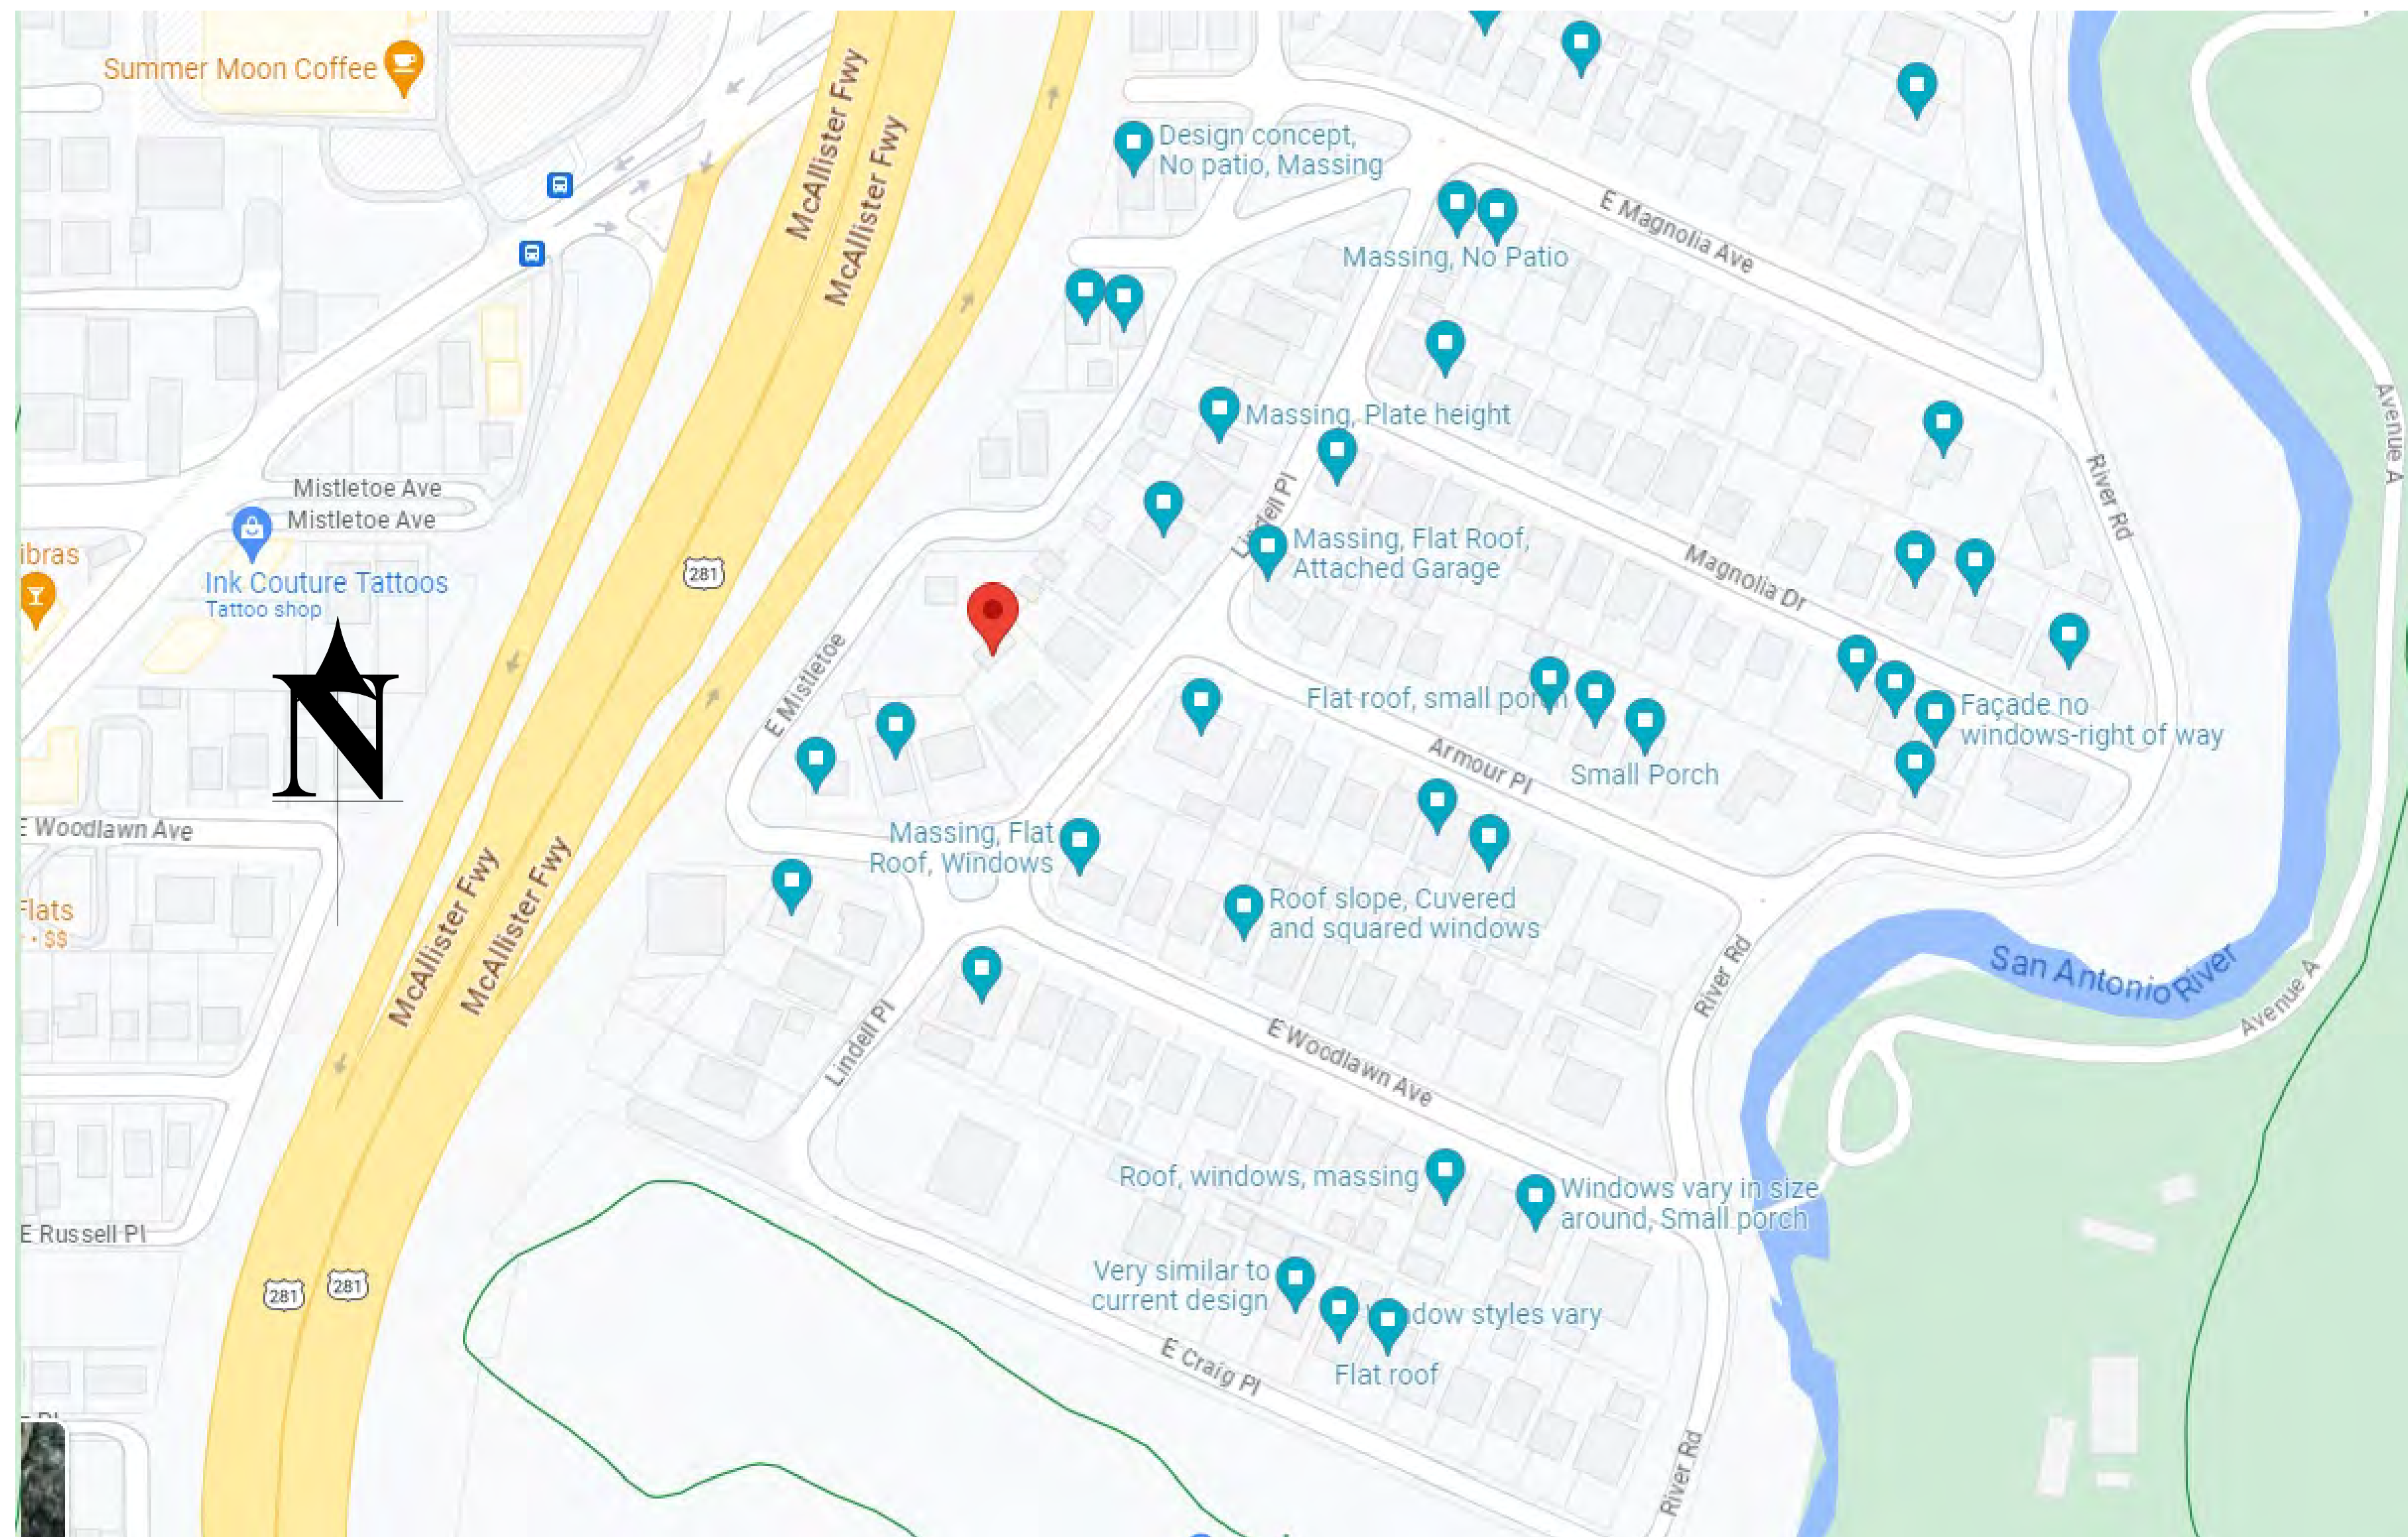 Summer Moon Coffee
McAllister Fwy
McAllister Fwy
Design concept,
No patio, Massing
E Magnolia Ave
Massing, No Patio
Avenue A
Massing, Plate height
River Rd
Mistletoe Ave
Mistletoe Ave
Lindell Pl
Massing, Flat Roof,
Attached Garage
Magnolia Dr
ibras
Ink Couture Tattoos
Tattoo shop
281
N
E Mistletoe
Flat roof, small porch
Façade no
windows-right of way
Armour Pl
Small Porch
E Woodlawn Ave
Massing, Flat
Roof, Windows
McAllister Fwy
McAllister Fwy
Flats
· $$
Roof slope, Cuvered
and squared windows
River Rd
San Antonio River
Avenue A
Lindell Pl
E Woodlawn Ave
Roof, windows, massing
Windows vary in size
around, Small porch
E Russell Pl
281
281
Very similar to
current design
ndow styles vary
Flat roof
E Craig Pl
River Rd